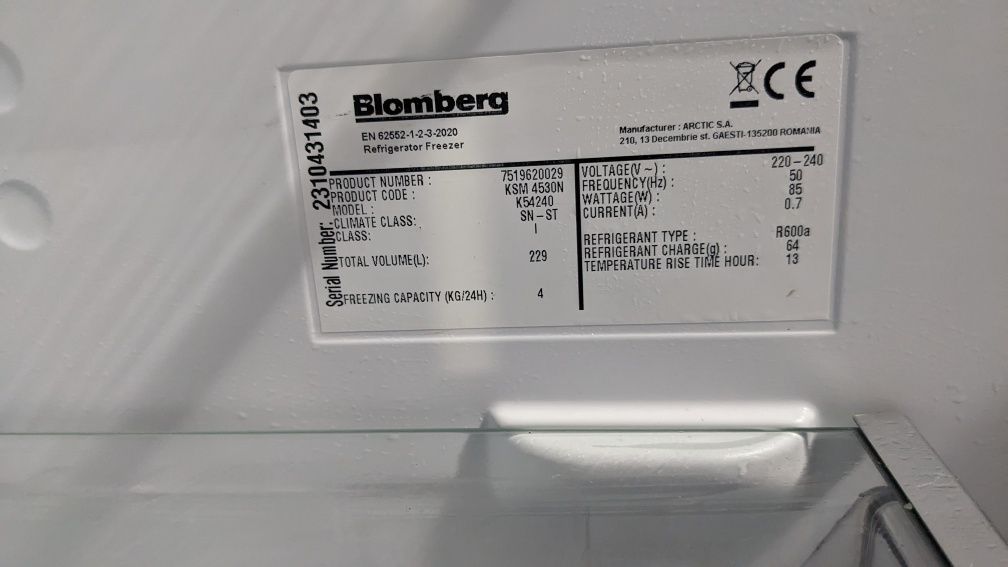 Blomberg
EN 62552-1-2-3-2020
Refrigerator Freezer
Manufacturer : ARCTIC S.A.
210, 13 Decembrie st. GAESTI-135200 ROMANIA
Serial Number: 2310431403
PRODUCT NUMBER : 7519620029
PRODUCT CODE : KSM 4530N
MODEL : K54240
CLIMATE CLASS: SN-ST
CLASS: I
TOTAL VOLUME(L): 229
FREEZING CAPACITY (KG/24H) : 4
VOLTAGE(V ~) : 220-240
FREQUENCY(Hz) : 50
WATTAGE(W) : 85
CURRENT(A) : 0.7
REFRIGERANT TYPE : R600a
REFRIGERANT CHARGE(g) : 64
TEMPERATURE RISE TIME HOUR: 13